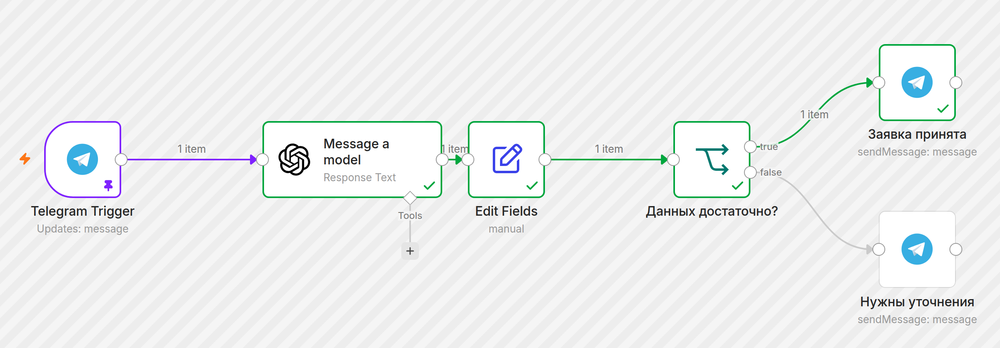 1 item
Заявка принята
sendMessage: message
1 item
Message a
model
Response Text
1 item
1 item
true
false
Telegram Trigger
Updates: message
Tools
Edit Fields
manual
Данных достаточно?
Нужны уточнения
sendMessage: message